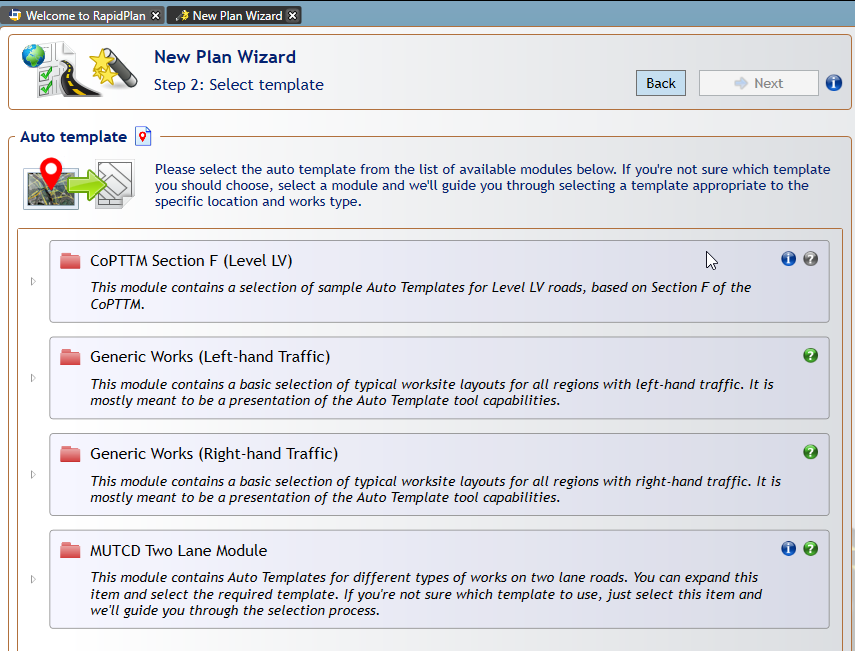 Welcome to RapidPlan
New Plan Wizard
New Plan Wizard
Step 2: Select template
Back
Next
Auto template
Please select the auto template from the list of available modules below. If you're not sure which template
you should choose, select a module and we'll guide you through selecting a template appropriate to the
specific location and works type.
CoPTTM Section F (Level LV)
This module contains a selection of sample Auto Templates for Level LV roads, based on Section F of the
CoPTTM.
Generic Works (Left-hand Traffic)
This module contains a basic selection of typical worksite layouts for all regions with left-hand traffic. It is
mostly meant to be a presentation of the Auto Template tool capabilities.
Generic Works (Right-hand Traffic)
This module contains a basic selection of typical worksite layouts for all regions with right-hand traffic. It is
mostly meant to be a presentation of the Auto Template tool capabilities.
MUTCD Two Lane Module
This module contains Auto Templates for different types of works on two lane roads. You can expand this
item and select the required template. If you're not sure which template to use, just select this item and
we'll guide you through the selection process.